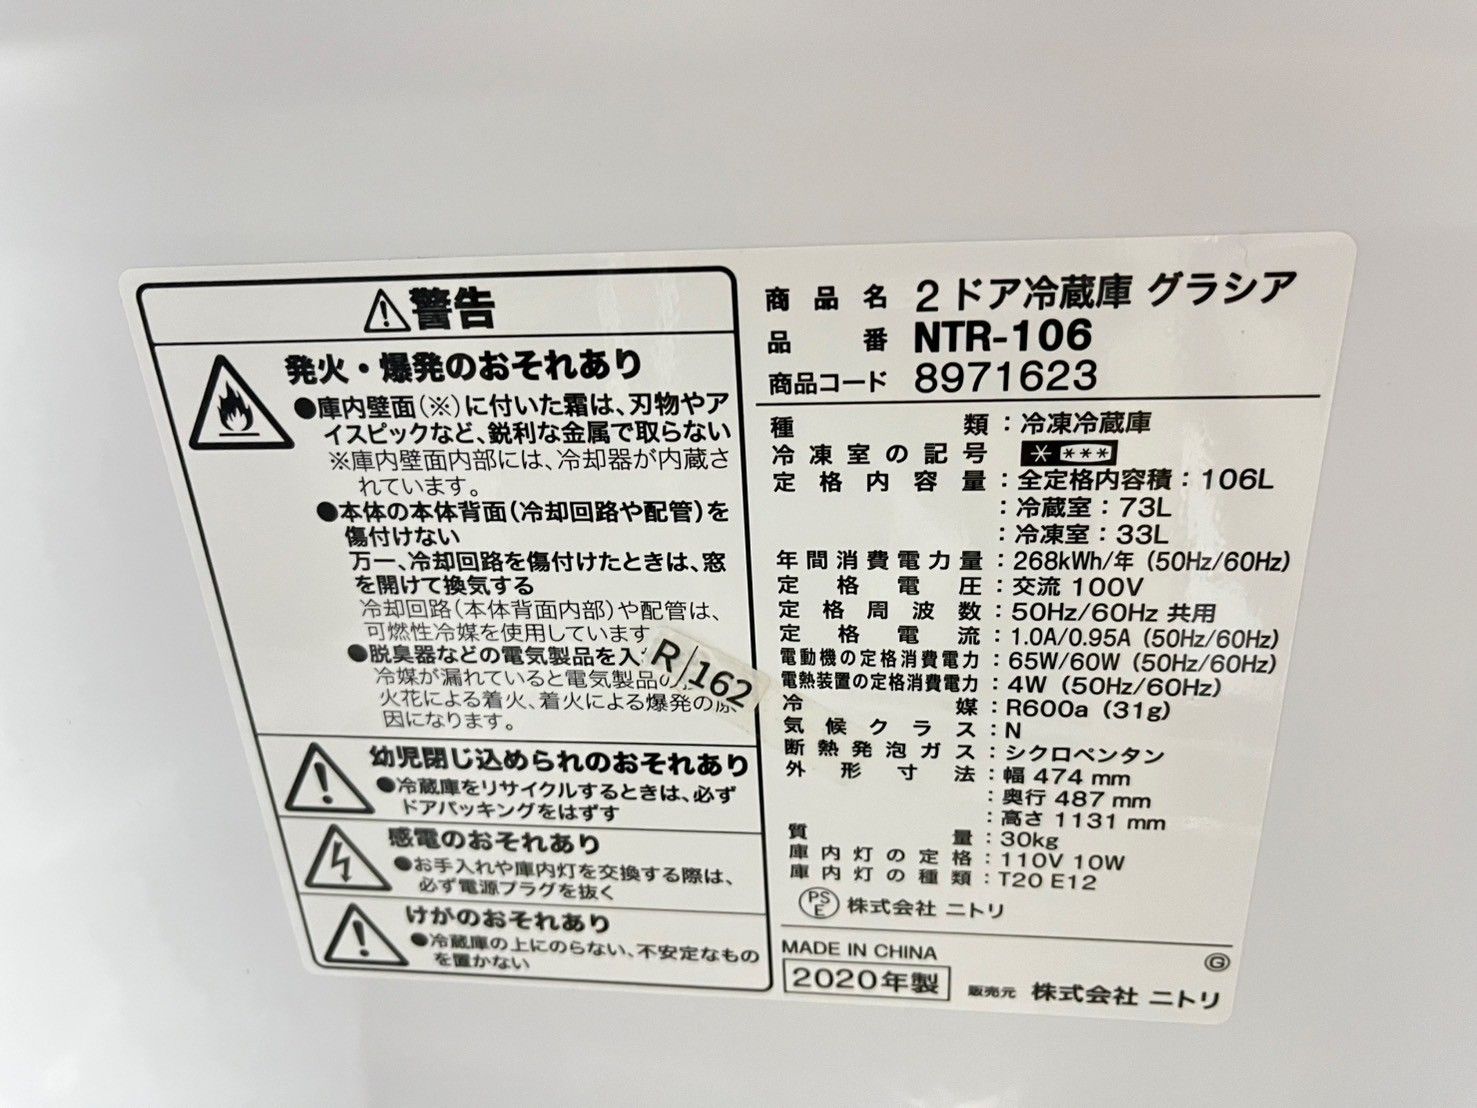 ⚠警告
発火・爆発のおそれあり
●庫内壁面(※)に付いた霜は、刃物やア
イスピックなど、鋭利な金属で取らない
※庫内壁面内部には、冷却器が内蔵さ
れています。
●本体の本体背面(冷却回路や配管)を
傷付けない
万一、冷却回路を傷付けたときは、窓
を開けて換気する
冷却回路(本体背面内部)や配管は、
可燃性冷媒を使用しています
●脱臭器などの電気製品を入
冷媒が漏れていると電気製品の
火花による着火、着火による爆発の原
因になります。
R/162
幼児閉じ込められのおそれあり
●冷蔵庫をリサイクルするときは、必ず
ドアパッキングをはずす
感電のおそれあり
●お手入れや庫内灯を交換する際は、
必ず電源プラグを抜く
けがのおそれあり
●冷蔵庫の上にのらない、不安定なもの
を置かない
商品名 2ドア冷蔵庫 グラシア
品番 NTR-106
商品コード 8971623
種類:冷凍冷蔵庫
冷凍室の記号 * ***
定格内容量:全定格内容積:106L
:冷蔵室:73L
:冷凍室:33L
年間消費電力量:268kWh/年 (50Hz/60Hz)
定格電圧:交流 100V
定格周波数:50Hz/60Hz 共用
定格電流:1.0A/0.95A (50Hz/60Hz)
電動機の定格消費電力:65W/60W (50Hz/60Hz)
電熱装置の定格消費電力:4W (50Hz/60Hz)
冷媒:R600a (31g)
気候クラス:N
断熱発泡ガス:シクロペンタン
外形寸法:幅 474 mm
:奥行 487 mm
:高さ 1131 mm
質量:30kg
庫内灯の定格:110V 10W
庫内灯の種類:T20 E12
PSE 株式会社 ニトリ
MADE IN CHINA
G
2020年製
販売元 株式会社 ニトリ